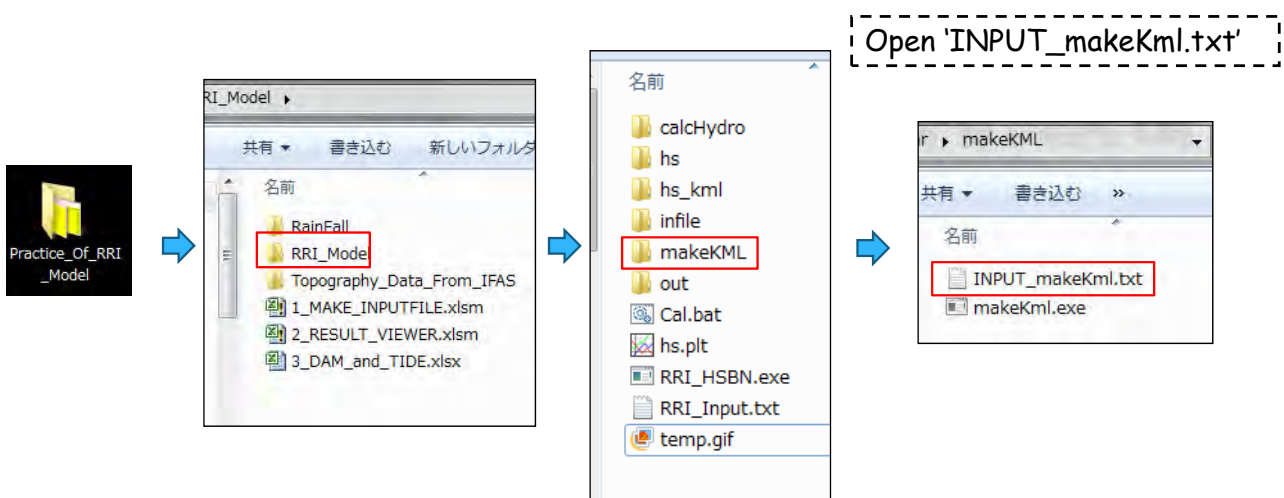 Open ‘INPUT_makeKml.txt’
Practice_Of_RRI
_Model
RI_Model
共有 書き込む 新しいフォルダ
名前
RainFall
RRI_Model
Topography_Data_From_IFAS
1_MAKE_INPUTFILE.xlsm
2_RESULT_VIEWER.xlsm
3_DAM_and_TIDE.xlsx
名前
calcHydro
hs
hs_kml
infile
makeKML
out
Cal.bat
hs.plt
RRI_HSBN.exe
RRI_Input.txt
temp.gif
ar makeKML
共有 書き込む »
名前
INPUT_makeKml.txt
makeKml.exe